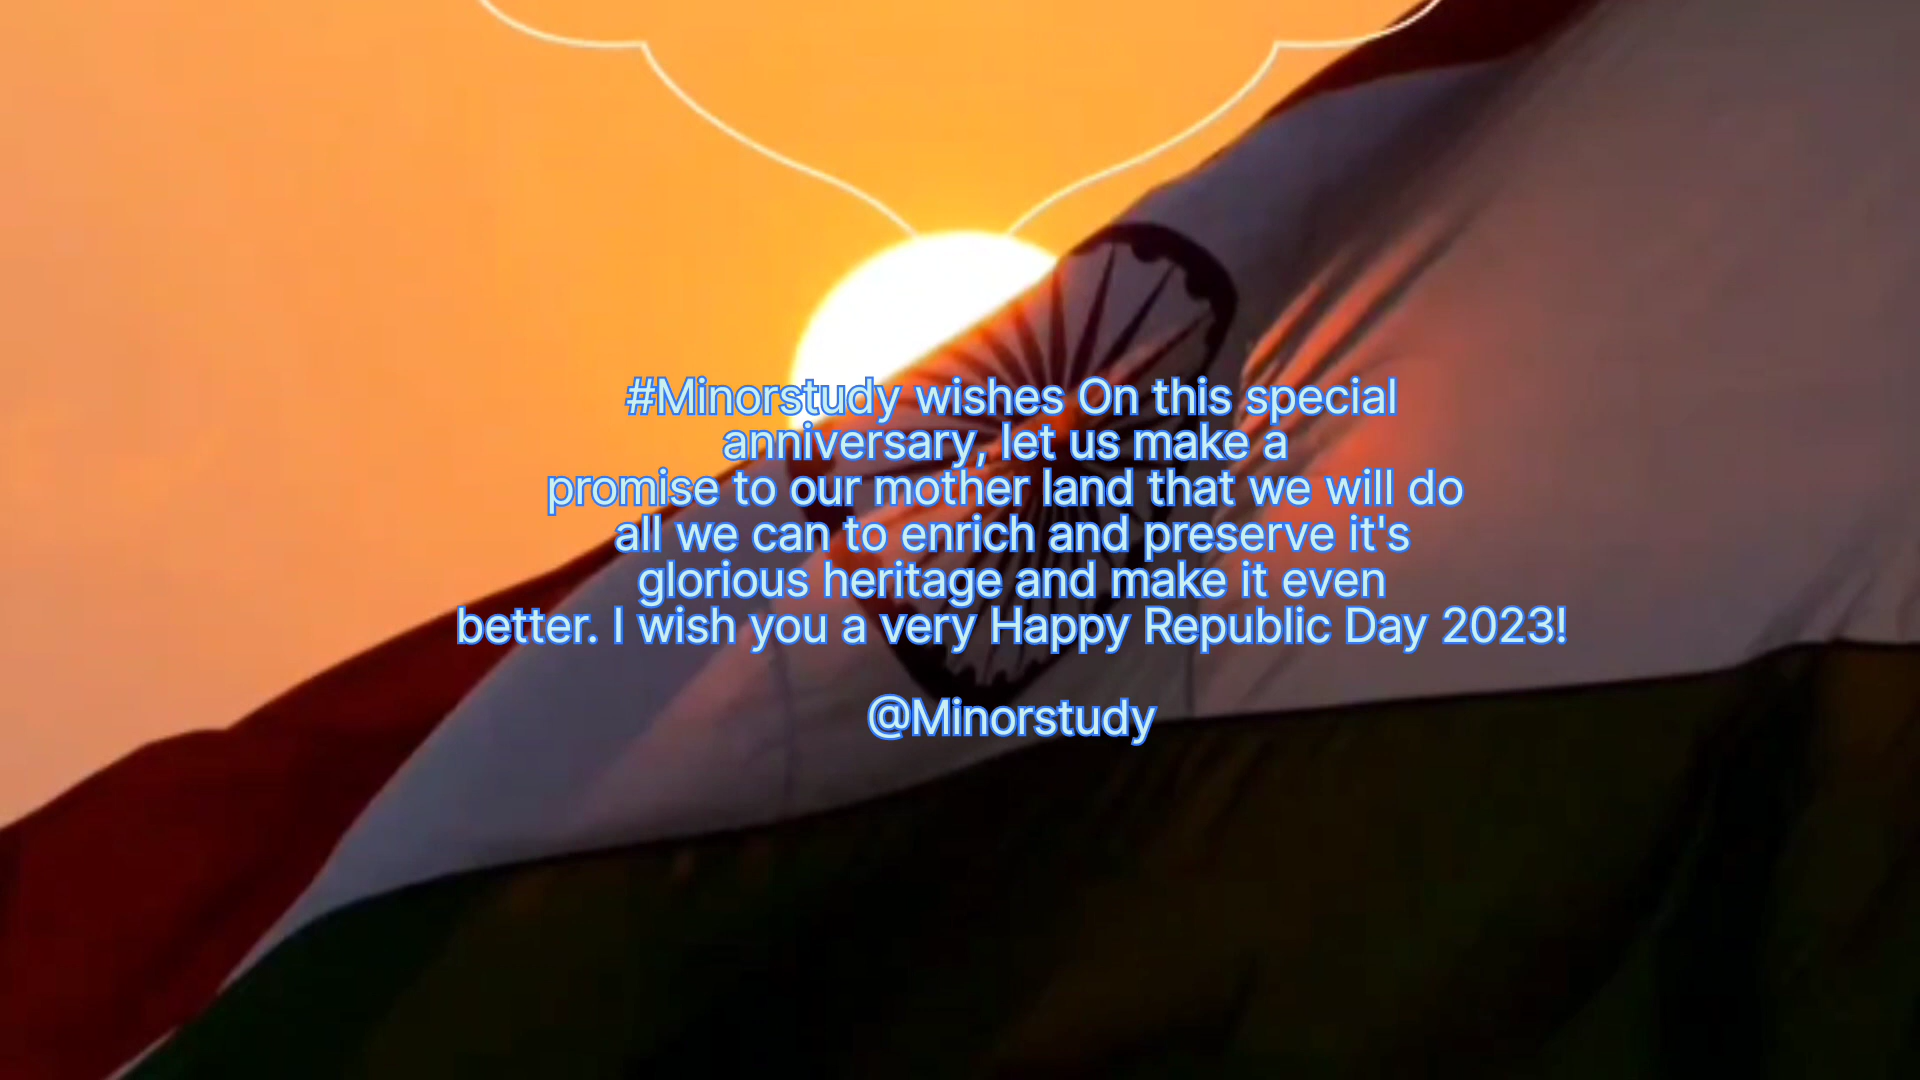 #Minorstudy wishes On this special
anniversary, let us make a
promise to our mother land that we will do
all we can to enrich and preserve it's
glorious heritage and make it even
better. I wish you a very Happy Republic Day 2023!
@Minorstudy